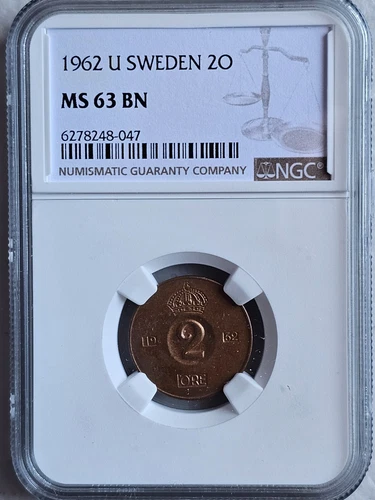 1962 U SWEDEN 2O
MS 63 BN
6278248-047
NUMISMATIC GUARANTY COMPANY
NGC
19 62
2
ÖRE